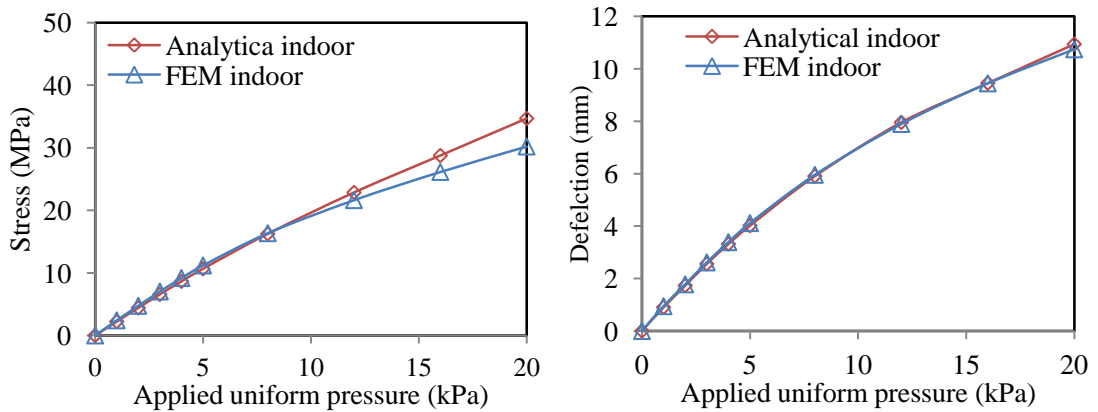 50
40
30
20
10
0
Stress (MPa)
Analytica indoor
FEM indoor
0 5 10 15 20
Applied uniform pressure (kPa)
12
10
8
6
4
2
0
Defelction (mm)
Analytical indoor
FEM indoor
0 5 10 15 20
Applied uniform pressure (kPa)